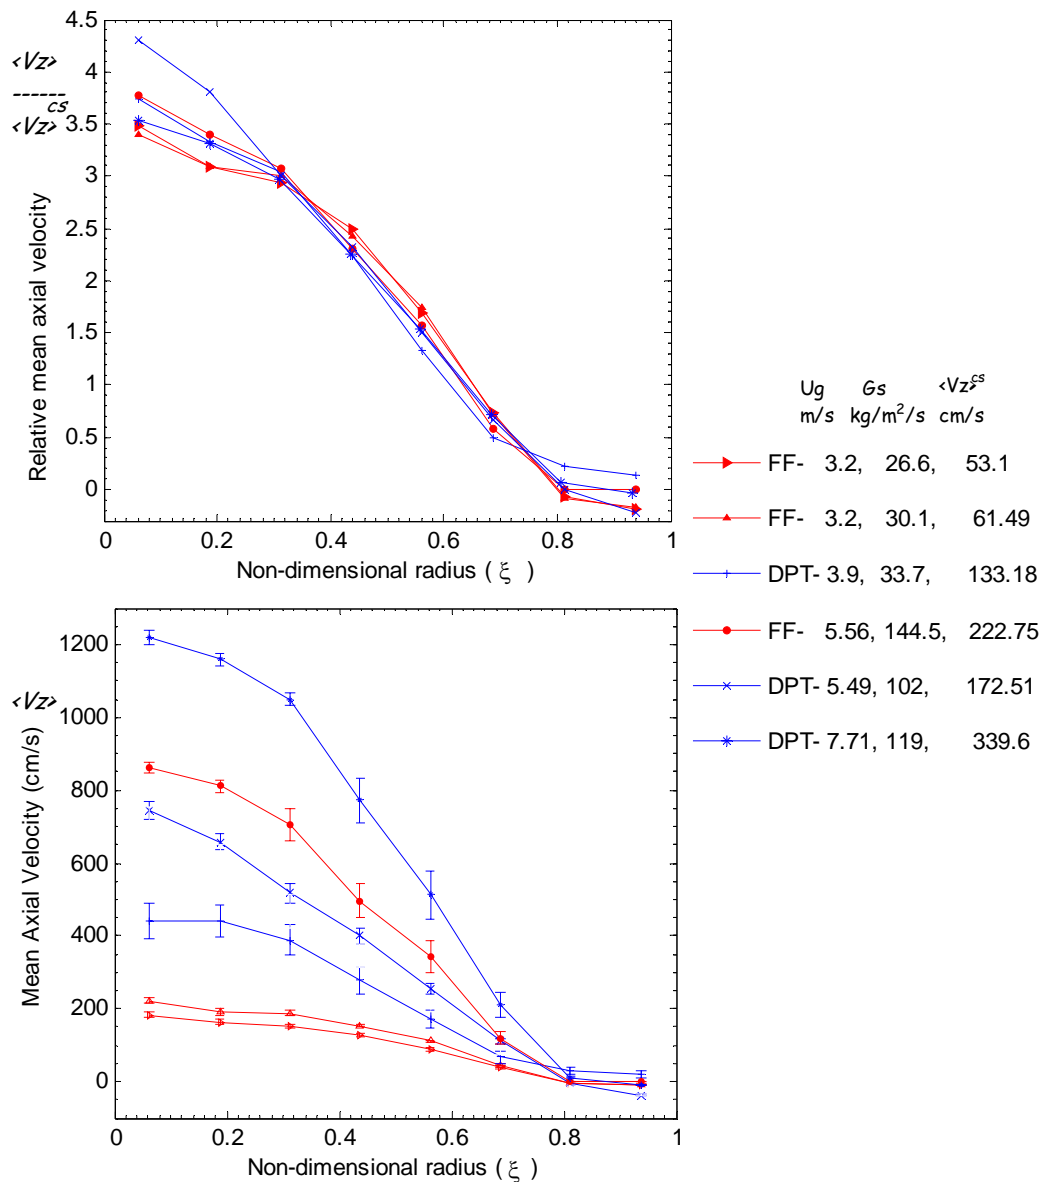 4.5
4
3.5
3
2.5
2
1.5
1
0.5
0
<Vz>
------
cs
<Vz>
Relative mean axial velocity
0 0.2 0.4 0.6 0.8 1
Non-dimensional radius ( ξ )
Ug Gs <Vz>cs
m/s kg/m²/s cm/s
FF- 3.2, 26.6, 53.1
FF- 3.2, 30.1, 61.49
DPT- 3.9, 33.7, 133.18
FF- 5.56, 144.5, 222.75
DPT- 5.49, 102, 172.51
DPT- 7.71, 119, 339.6
1200
1000
800
600
400
200
0
<Vz>
Mean Axial Velocity (cm/s)
0 0.2 0.4 0.6 0.8 1
Non-dimensional radius ( ξ )